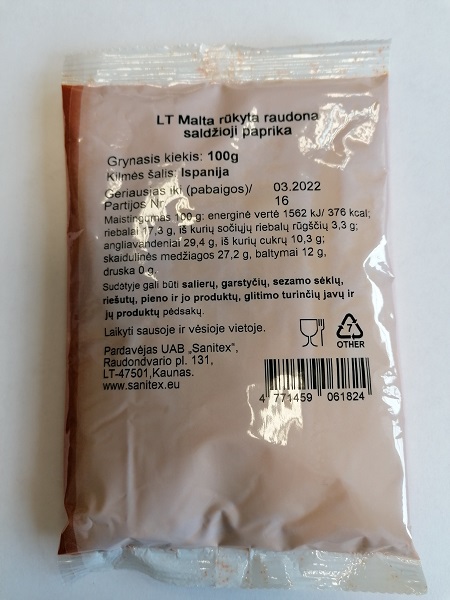 LT Malta rūkyta raudona
saldžioji paprika
Grynasis kiekis: 100g
Kilmės šalis: Ispanija
Geriausias iki (pabaigos)/ 03.2022
Partijos Nr. 16
Maistingumas 100 g: energinė vertė 1562 kJ/ 376 kcal;
riebalai 17,3 g, iš kurių sočiųjų riebalų rūgščių 3,3 g;
angliavandeniai 29,4 g, iš kurių cukrų 10,3 g;
skaidulinės medžiagos 27,2 g, baltymai 12 g,
druska 0 g.
Sudėtyje gali būti salierų, garstyčių, sezamo sėklų,
riešutų, pieno ir jo produktų, glitimo turinčių javų ir
jų produktų pėdsakų.
Laikyti sausoje ir vėsioje vietoje.
Pardavėjas UAB „Sanitex",
Raudondvario pl. 131,
LT-47501,Kaunas.
www.sanitex.eu
7
OTHER
4 771459 061824